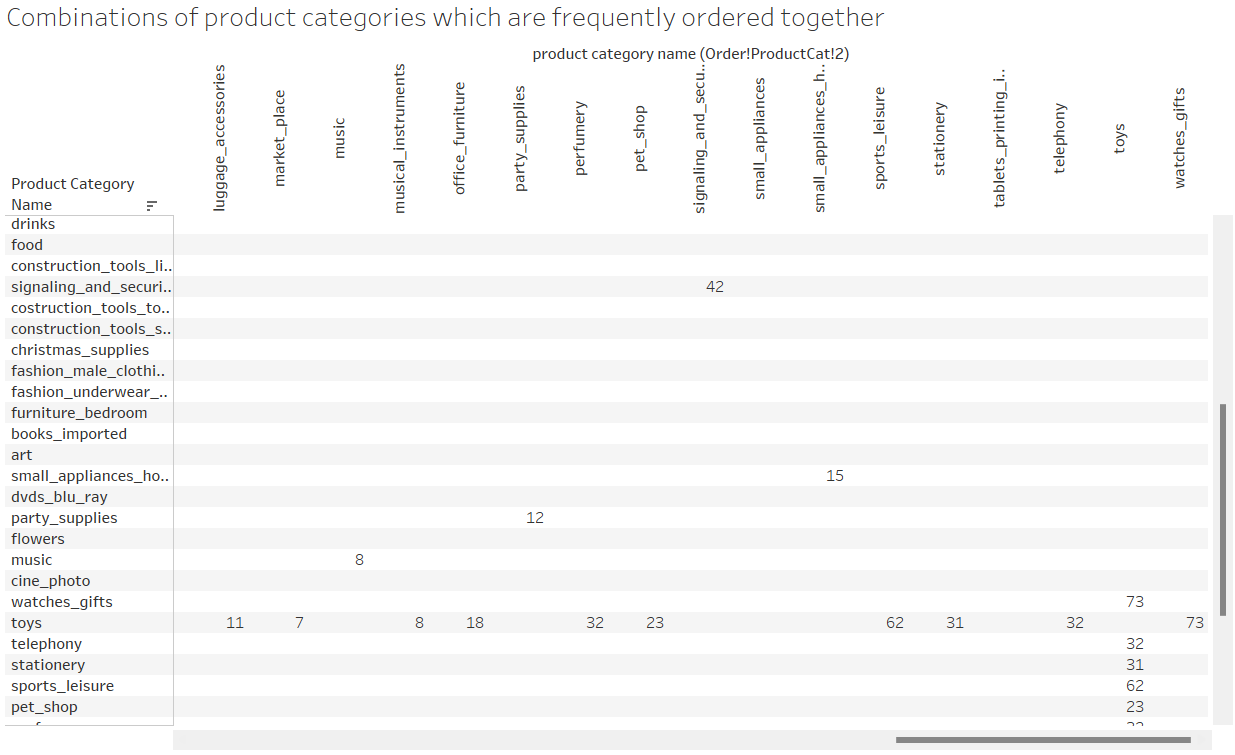 Combinations of product categories which are frequently ordered together
product category name (Order!ProductCat!2)
Product Category
Name
luggage_accessories
market_place
music
musical_instruments
office_furniture
party_supplies
perfumery
pet_shop
signaling_and_secu..
small_appliances
small_appliances_h..
sports_leisure
stationery
tablets_printing_i..
telephony
toys
watches_gifts
drinks
food
construction_tools_li..
signaling_and_securi.. 42
costruction_tools_to..
construction_tools_s..
christmas_supplies
fashion_male_clothi..
fashion_underwear_..
furniture_bedroom
books_imported
art
small_appliances_ho.. 15
dvds_blu_ray
party_supplies 12
flowers
music 8
cine_photo
watches_gifts 73
toys 11 7 8 18 32 23 62 31 32 73
telephony 32
stationery 31
sports_leisure 62
pet_shop 23